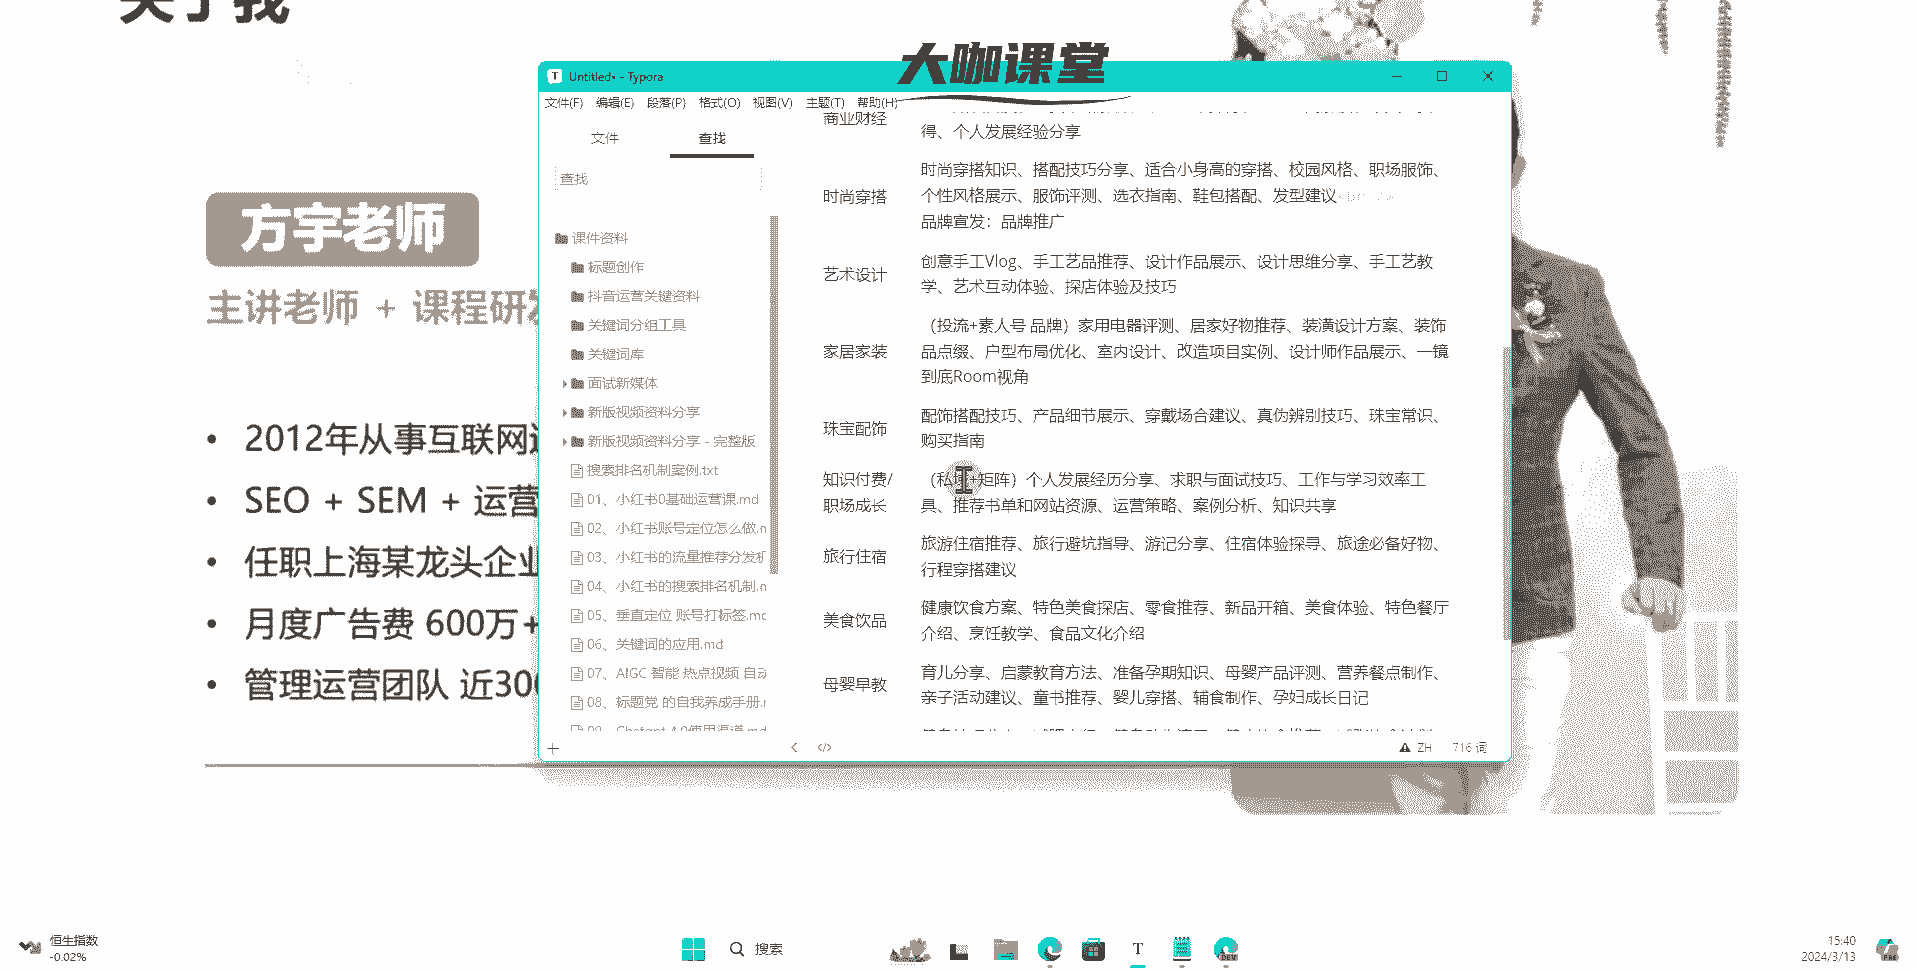 关于我
大咖课堂
方宇老师
主讲老师 + 课程研发
2012年从事互联网运
SEO + SEM + 运营
任职上海某龙头企业
月度广告费 600万+
管理运营团队 近300
Untitled• - Typora
文件(F) 编辑(E) 段落(P) 格式(O) 视图(V) 主题(T) 帮助(H)
文件 查找
查找
课件资料
标题创作
抖音运营关键资料
关键词分组工具
关键词库
面试新媒体
新版视频资料分享
新版视频资料分享 - 完整版
搜索排名机制案例.txt
01、小红书0基础运营课.md
02、小红书账号定位怎么做.m
03、小红书的流量推荐分发机
04、小红书的搜索排名机制.m
05、垂直定位 账号打标签.md
06、关键词的应用.md
07、AIGC 智能 热点视频 自动
08、标题党 的自我养成手册.m
09、Chatgpt 4.0使用渠道.md
商业财经
得、个人发展经验分享
时尚穿搭
时尚穿搭知识、搭配技巧分享、适合小身高的穿搭、校园风格、职场服饰、
个性风格展示、服饰评测、选衣指南、鞋包搭配、发型建议
品牌宣发：品牌推广
艺术设计
创意手工Vlog、手工艺品推荐、设计作品展示、设计思维分享、手工艺教
学、艺术互动体验、探店体验及技巧
家居家装
（投流+素人号 品牌）家用电器评测、居家好物推荐、装潢设计方案、装饰
品点缀、户型布局优化、室内设计、改造项目实例、设计师作品展示、一镜
到底Room视角
珠宝配饰
配饰搭配技巧、产品细节展示、穿戴场合建议、真伪辨别技巧、珠宝常识、
购买指南
知识付费/
职场成长
（私域+矩阵）个人发展经历分享、求职与面试技巧、工作与学习效率工
具、推荐书单和网站资源、运营策略、案例分析、知识共享
旅行住宿
旅游住宿推荐、旅行避坑指导、游记分享、住宿体验探寻、旅途必备好物、
行程穿搭建议
美食饮品
健康饮食方案、特色美食探店、零食推荐、新品开箱、美食体验、特色餐厅
介绍、烹饪教学、食品文化介绍
母婴早教
育儿分享、启蒙教育方法、准备孕期知识、母婴产品评测、营养餐点制作、
亲子活动建议、童书推荐、婴儿穿搭、辅食制作、孕妇成长日记
ZH 716 词
恒生指数
-0.02%
搜索
T
DEV
15:40
2024/3/13
PRE